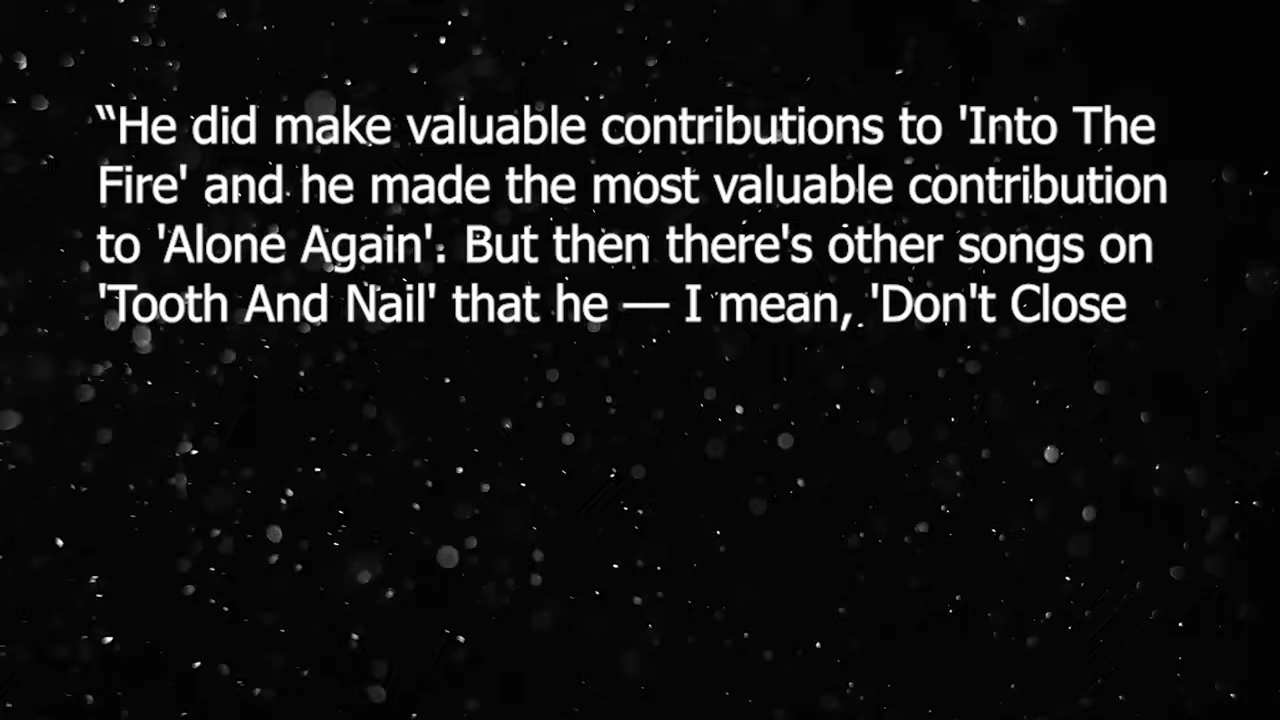 “He did make valuable contributions to 'Into The
Fire' and he made the most valuable contribution
to 'Alone Again'. But then there's other songs on
'Tooth And Nail' that he — I mean, 'Don't Close